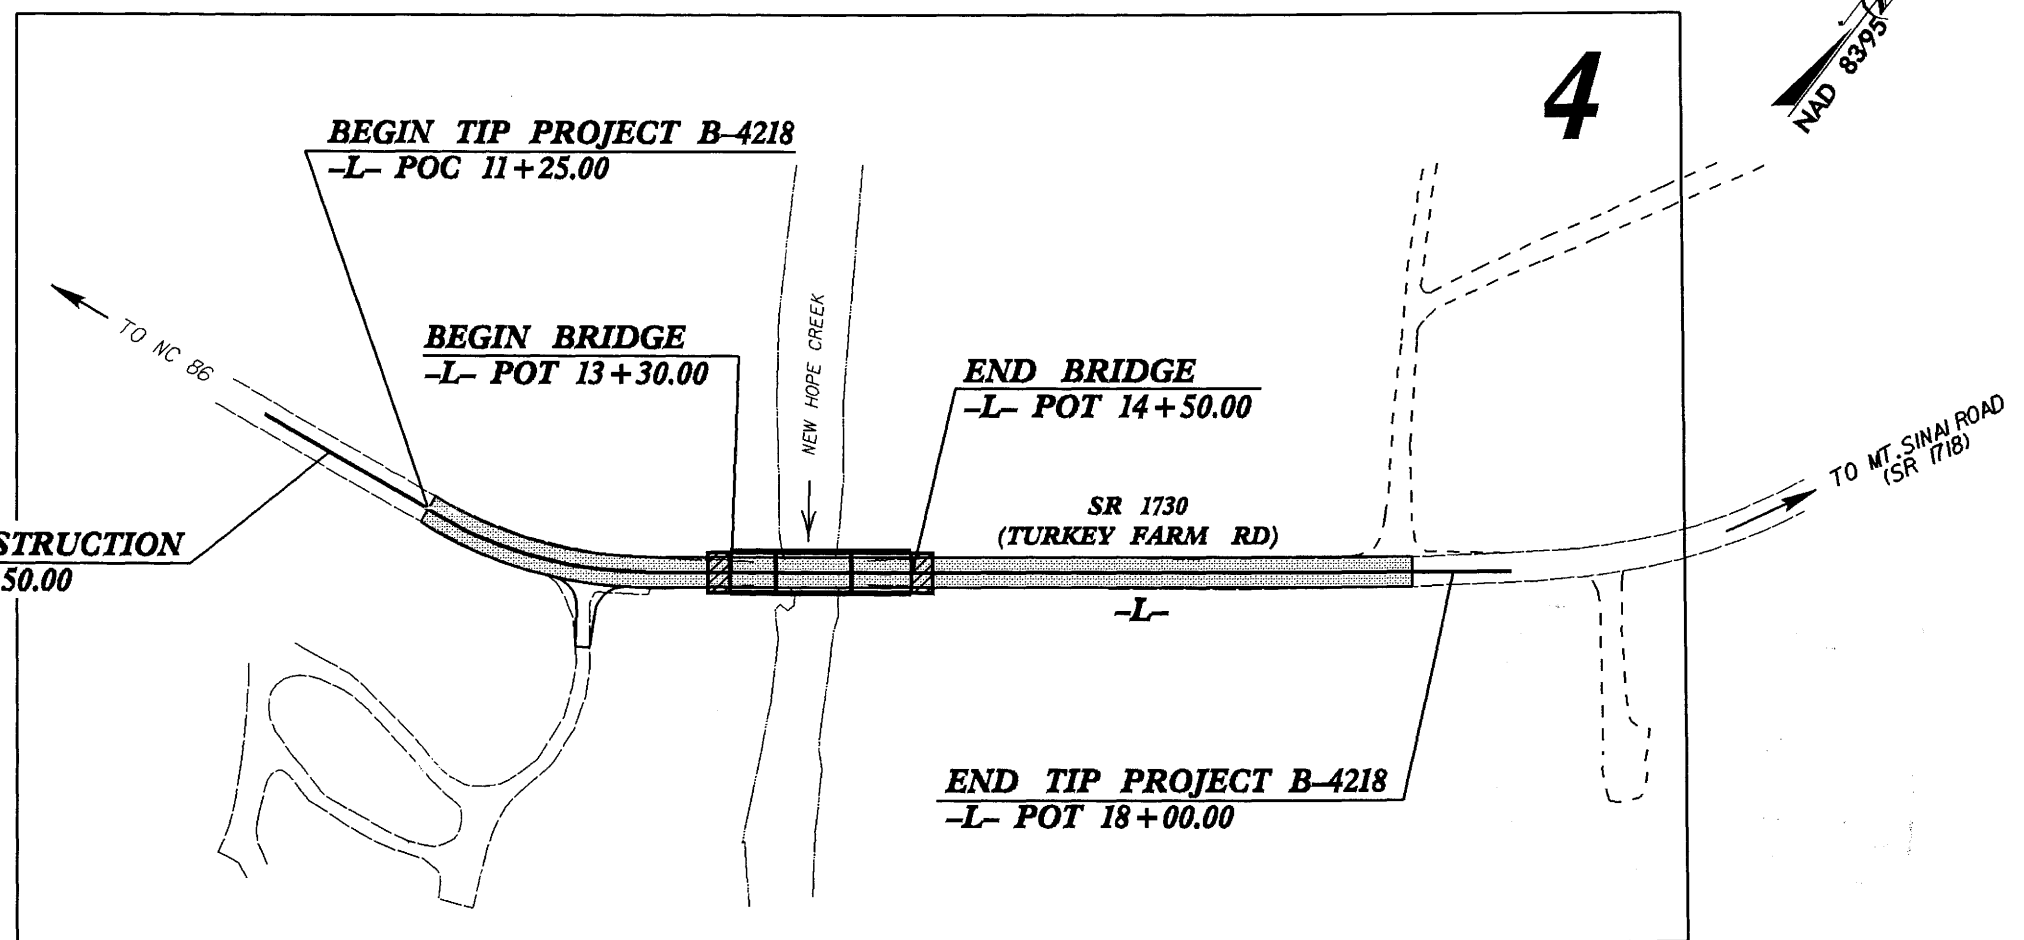 4
NAD 83/95
BEGIN TIP PROJECT B-4218
-L- POC 11+25.00
TO NC 86
BEGIN BRIDGE
-L- POT 13+30.00
NEW HOPE CREEK
END BRIDGE
-L- POT 14+50.00
TO MT. SINAI ROAD
(SR 1718)
SR 1730
(TURKEY FARM RD)
STRUCTION
50.00
-L-
END TIP PROJECT B-4218
-L- POT 18+00.00